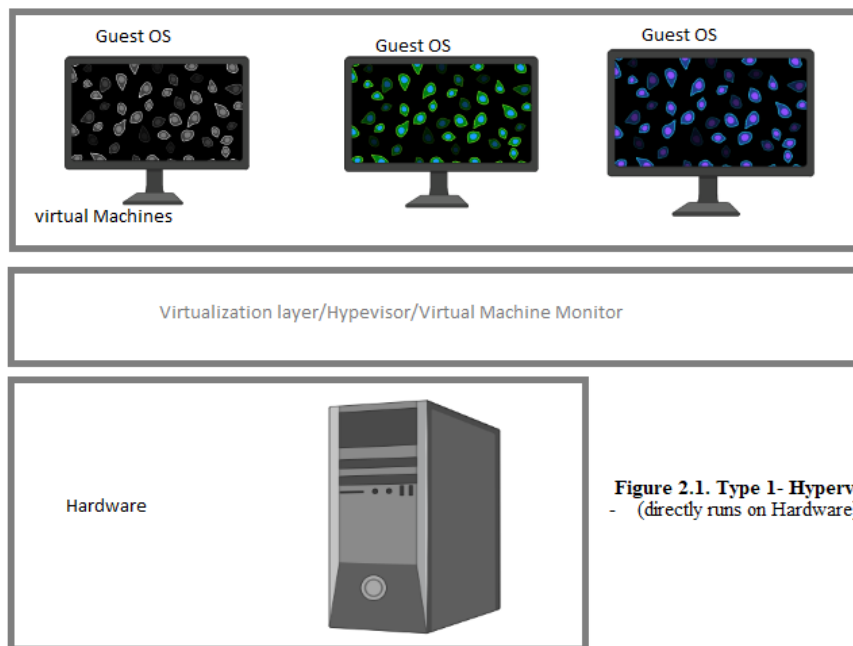 Guest OS
Guest OS
Guest OS
virtual Machines
Virtualization layer/Hypevisor/Virtual Machine Monitor
Hardware
Figure 2.1. Type 1- Hyperv
- (directly runs on Hardware)